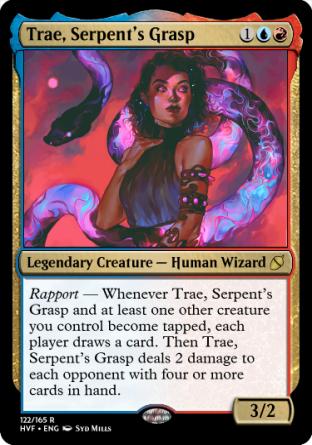 Trae, Serpent's Grasp 1
Legendary Creature — Human Wizard
Rapport — Whenever Trae, Serpent's
Grasp and at least one other creature
you control become tapped, each
player draws a card. Then Trae,
Serpent's Grasp deals 2 damage to
each opponent with four or more
cards in hand.
3/2
122/165 R
HVF • ENG Syd Mills